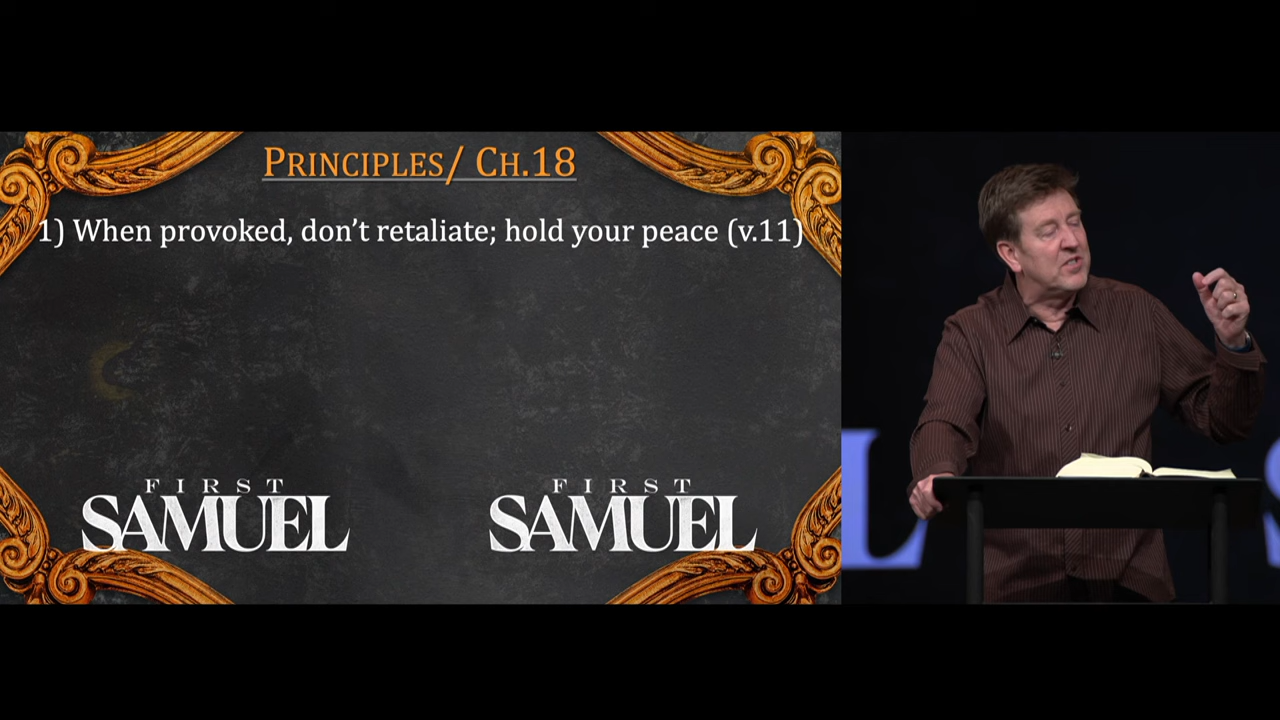 PRINCIPLES/ CH.18
1) When provoked, don't retaliate; hold your peace (v.11)
FIRST
SAMUEL
FIRST
SAMUEL
L
S